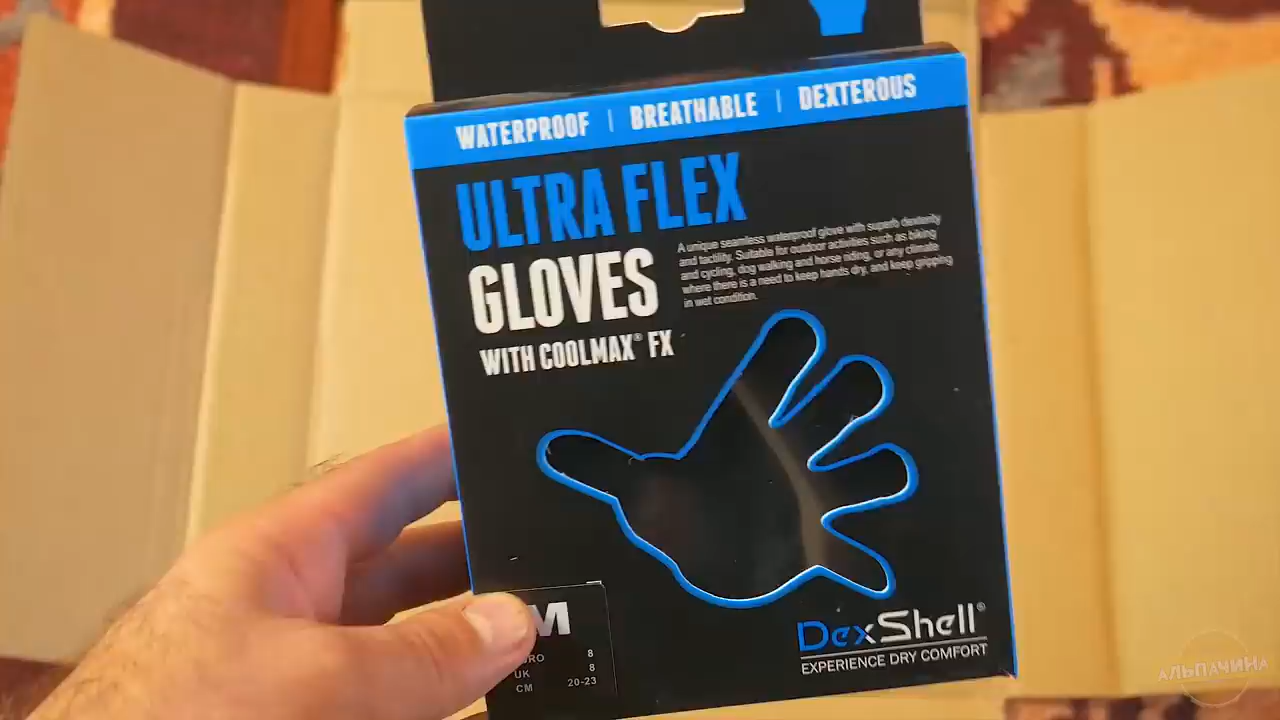 WATERPROOF | BREATHABLE | DEXTEROUS
ULTRA FLEX
GLOVES
WITH COOLMAX® FX
A unique seamless waterproof glove with superb dexterity
and tactility. Suitable for outdoor activities such as biking
and cycling, dog walking and horse riding, or any climate
where there is a need to keep hands dry, and keep gripping
in wet condition.
M
RO 8
UK 8
CM 20-23
DexShell®
EXPERIENCE DRY COMFORT
АЛЬПАЧИНА